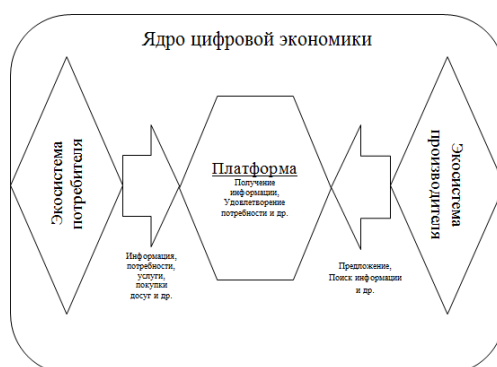 Ядро цифровой экономики
Экосистема
потребителя
Платформа
Получение
информации,
Удовлетворение
потребности и др.
Экосистема
производителя
Информация,
потребности,
услуги,
покупки
досуг и др.
Предложение,
Поиск информации
и др.